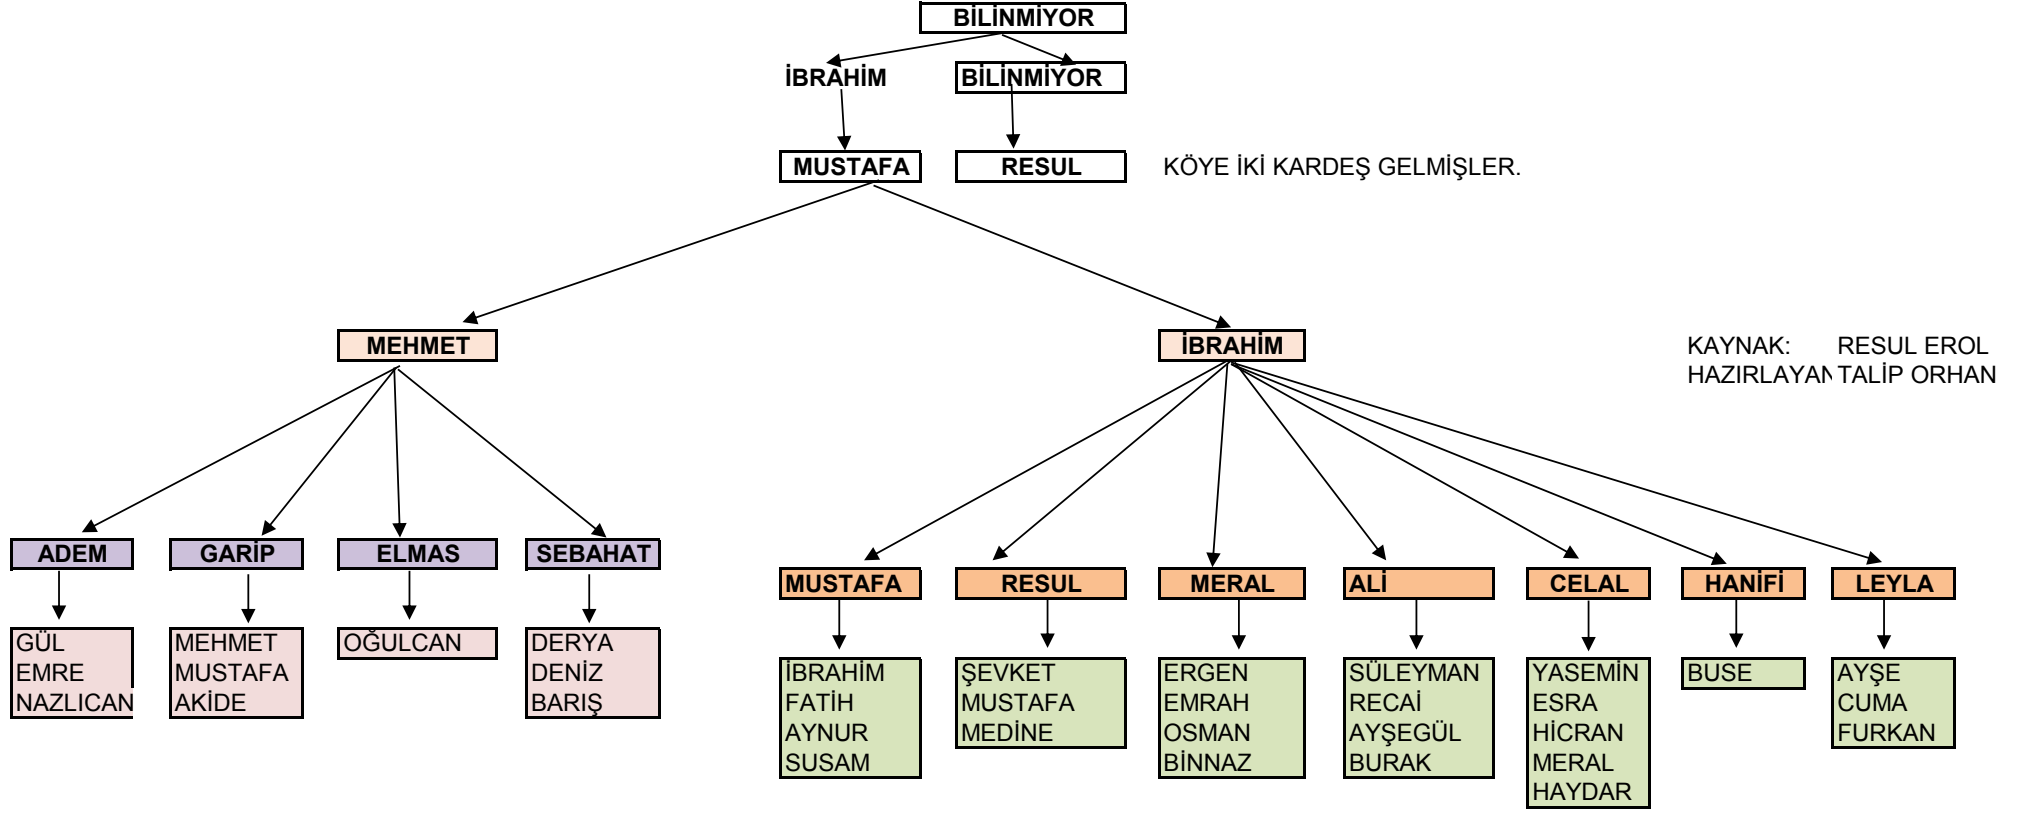 BİLİNMİYOR
İBRAHİM
BİLİNMİYOR
MUSTAFA
RESUL
KÖYE İKİ KARDEŞ GELMİŞLER.
MEHMET
İBRAHİM
KAYNAK: RESUL EROL
HAZIRLAYAN TALİP ORHAN
ADEM
GARİP
ELMAS
SEBAHAT
GÜL
EMRE
NAZLICAN
MEHMET
MUSTAFA
AKİDE
OĞULCAN
DERYA
DENİZ
BARIŞ
MUSTAFA
RESUL
MERAL
ALİ
CELAL
HANİFİ
LEYLA
İBRAHİM
FATİH
AYNUR
SUSAM
ŞEVKET
MUSTAFA
MEDİNE
ERGEN
EMRAH
OSMAN
BİNNAZ
SÜLEYMAN
RECAİ
AYŞEGÜL
BURAK
YASEMİN
ESRA
HİCRAN
MERAL
HAYDAR
BUSE
AYŞE
CUMA
FURKAN